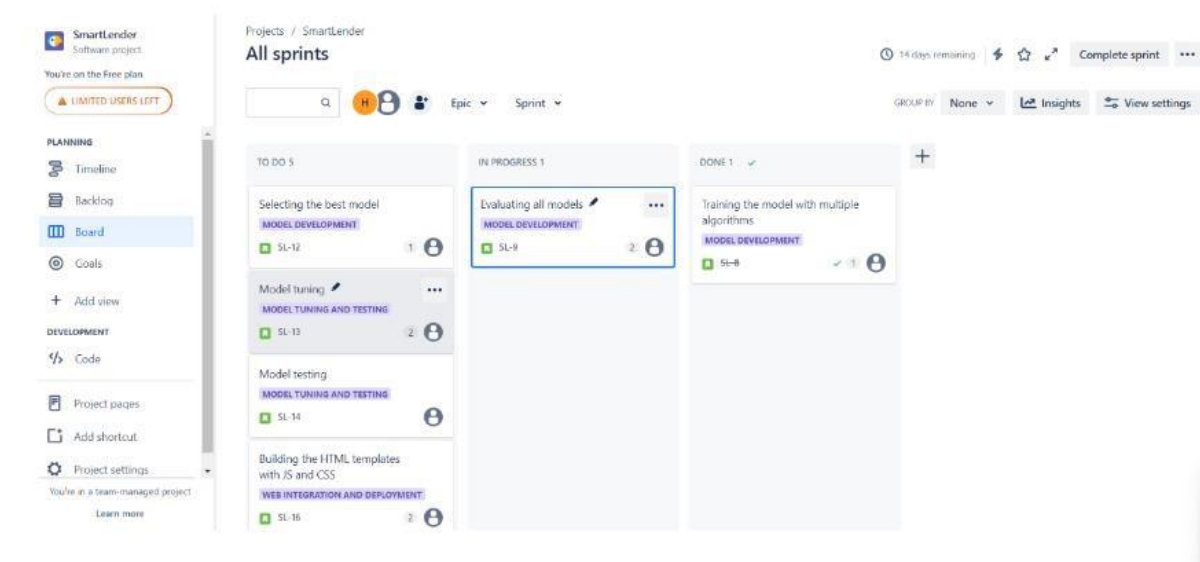 SmartLender
Software project
You're on the Free plan
LIMITED USERS LEFT
PLANNING
Timeline
Backlog
Board
Goals
Add view
DEVELOPMENT
Code
Project pages
Add shortcut
Project settings
You're in a team-managed project
Learn more
Projects / SmartLender
All sprints
14 days remaining
Complete sprint
H
Epic
Sprint
GROUP BY None
Insights
View settings
TO DO 5
Selecting the best model
MODEL DEVELOPMENT
SL-12 1
Model tuning
MODEL TUNING AND TESTING
SL-13 2
Model testing
MODEL TUNING AND TESTING
SL-14
Building the HTML templates
with JS and CSS
WEB INTEGRATION AND DEPLOYMENT
SL-16 2
IN PROGRESS 1
Evaluating all models
MODEL DEVELOPMENT
SL-9 2
DONE 1
Training the model with multiple
algorithms
MODEL DEVELOPMENT
SL-8 1